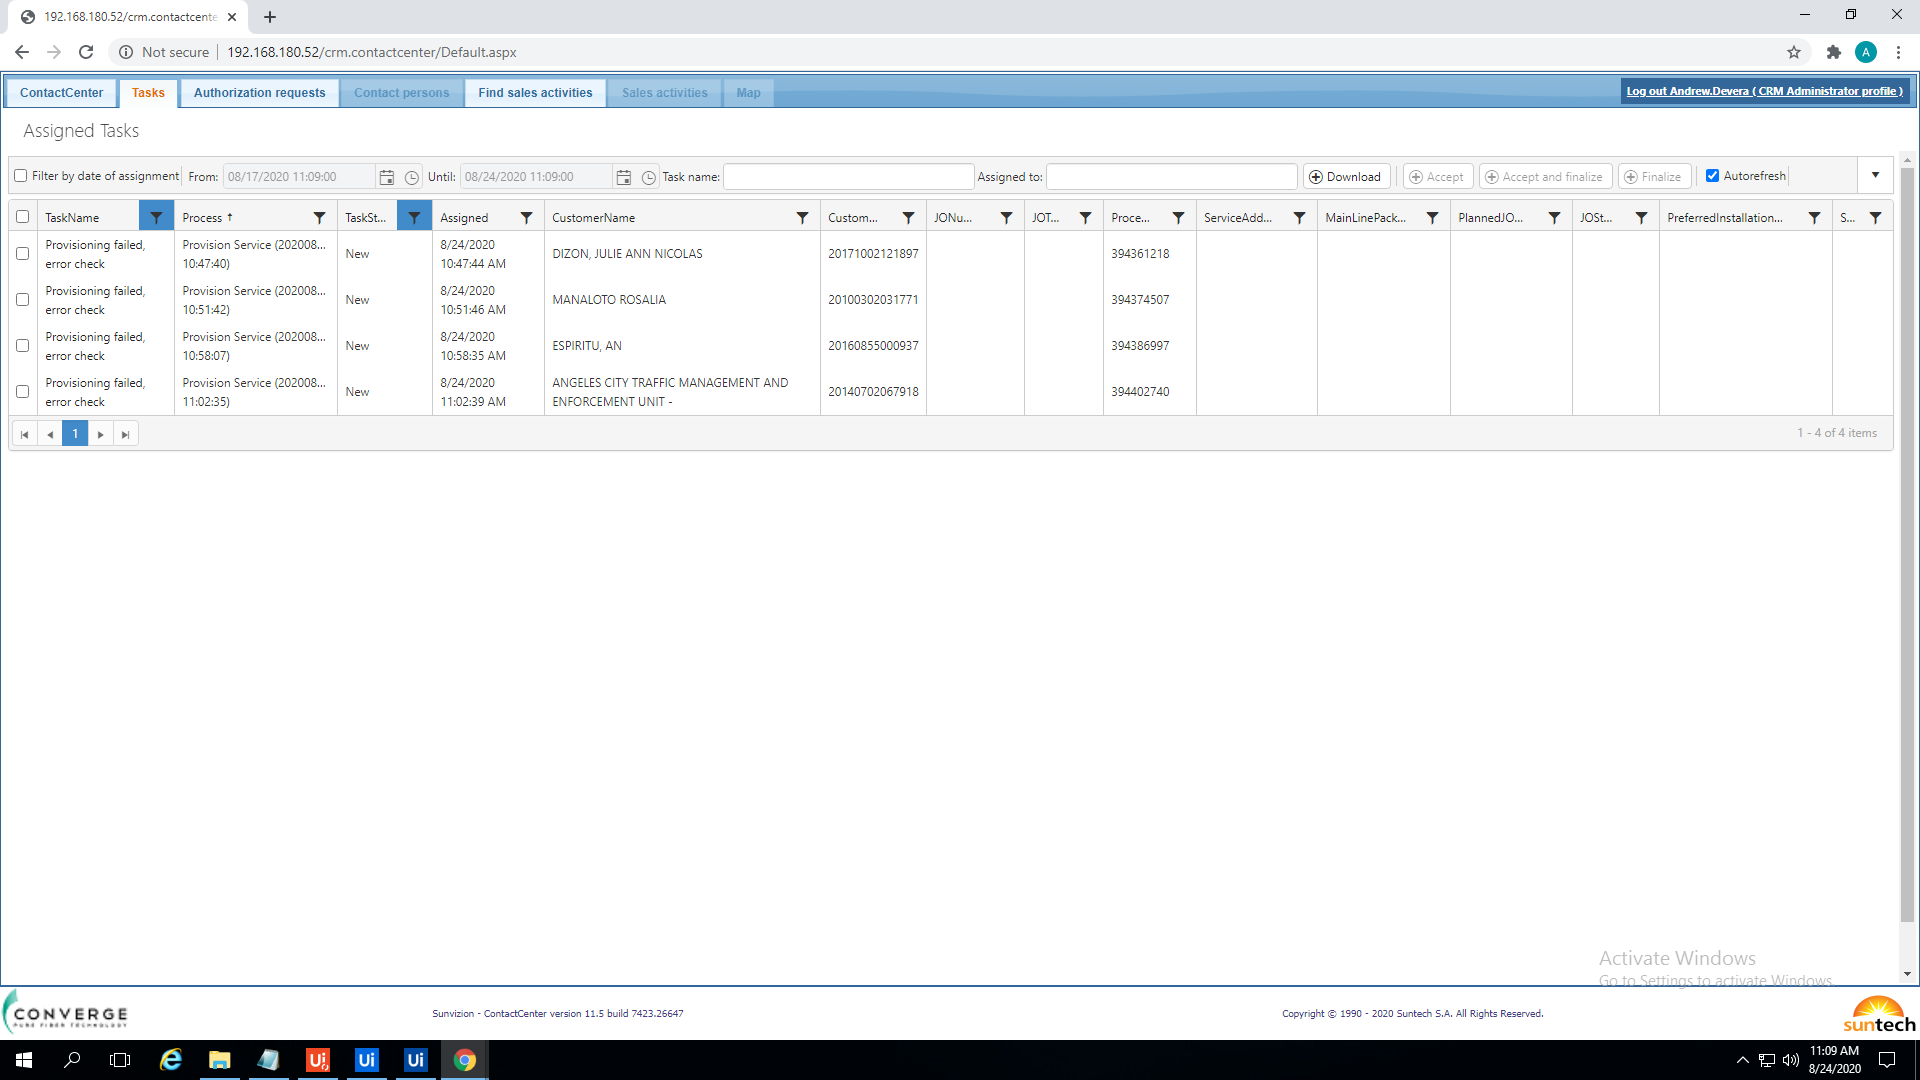 192.168.180.52/crm.contactcente
Not secure 192.168.180.52/crm.contactcenter/Default.aspx
A
ContactCenter Tasks Authorization requests Contact persons Find sales activities Sales activities Map Log out Andrew.Devera ( CRM Administrator profile )
Assigned Tasks
Filter by date of assignment From: 08/17/2020 11:09:00 Until: 08/24/2020 11:09:00 Task name: Assigned to: Download Accept Accept and finalize Finalize Autorefresh
TaskName Process ↑ TaskSt... Assigned CustomerName Custom... JONu... JOT... Proce... ServiceAdd... MainLinePack... PlannedJO... JOSt... PreferredInstallation... S...
Provisioning failed, Provision Service (202008... 8/24/2020
error check 10:47:40) New 10:47:44 AM DIZON, JULIE ANN NICOLAS 20171002121897 394361218
Provisioning failed, Provision Service (202008... 8/24/2020
error check 10:51:42) New 10:51:46 AM MANALOTO ROSALIA 20100302031771 394374507
Provisioning failed, Provision Service (202008... 8/24/2020
error check 10:58:07) New 10:58:35 AM ESPIRITU, AN 20160855000937 394386997
Provisioning failed, Provision Service (202008... 8/24/2020 ANGELES CITY TRAFFIC MANAGEMENT AND
error check 11:02:35) New 11:02:39 AM ENFORCEMENT UNIT - 20140702067918 394402740
1 1 - 4 of 4 items
Activate Windows
Go to Settings to activate Windows.
CONVERGE
PURE FIBER TECHNOLOGY
Sunvizion - ContactCenter version 11.5 build 7423.26647
Copyright © 1990 - 2020 Suntech S.A. All Rights Reserved.
suntech
Ui Ui Ui
11:09 AM
8/24/2020